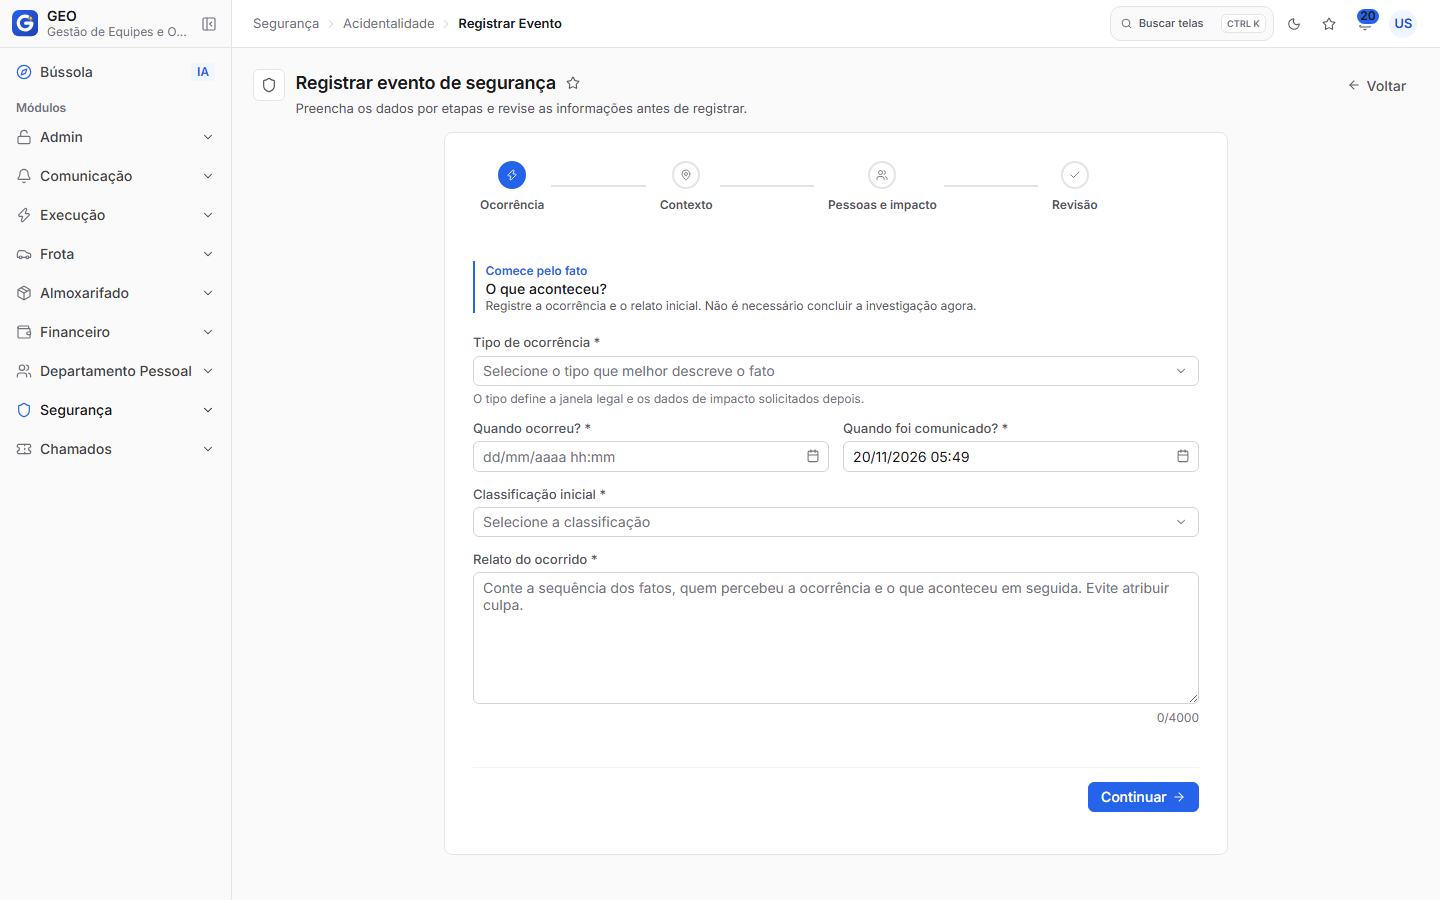 GEO
Gestão de Equipes e O...
Segurança
Acidentalidade
Registrar Evento
Buscar telas
CTRL K
20
US
Bússola
IA
Módulos
Admin
Comunicação
Execução
Frota
Almoxarifado
Financeiro
Departamento Pessoal
Segurança
Chamados
Registrar evento de segurança
Preencha os dados por etapas e revise as informações antes de registrar.
Voltar
Ocorrência
Contexto
Pessoas e impacto
Revisão
Comece pelo fato
O que aconteceu?
Registre a ocorrência e o relato inicial. Não é necessário concluir a investigação agora.
Tipo de ocorrência *
Selecione o tipo que melhor descreve o fato
O tipo define a janela legal e os dados de impacto solicitados depois.
Quando ocorreu? *
Quando foi comunicado? *
dd/mm/aaaa hh:mm
20/11/2026 05:49
Classificação inicial *
Selecione a classificação
Relato do ocorrido *
Conte a sequência dos fatos, quem percebeu a ocorrência e o que aconteceu em seguida. Evite atribuir
culpa.
0/4000
Continuar